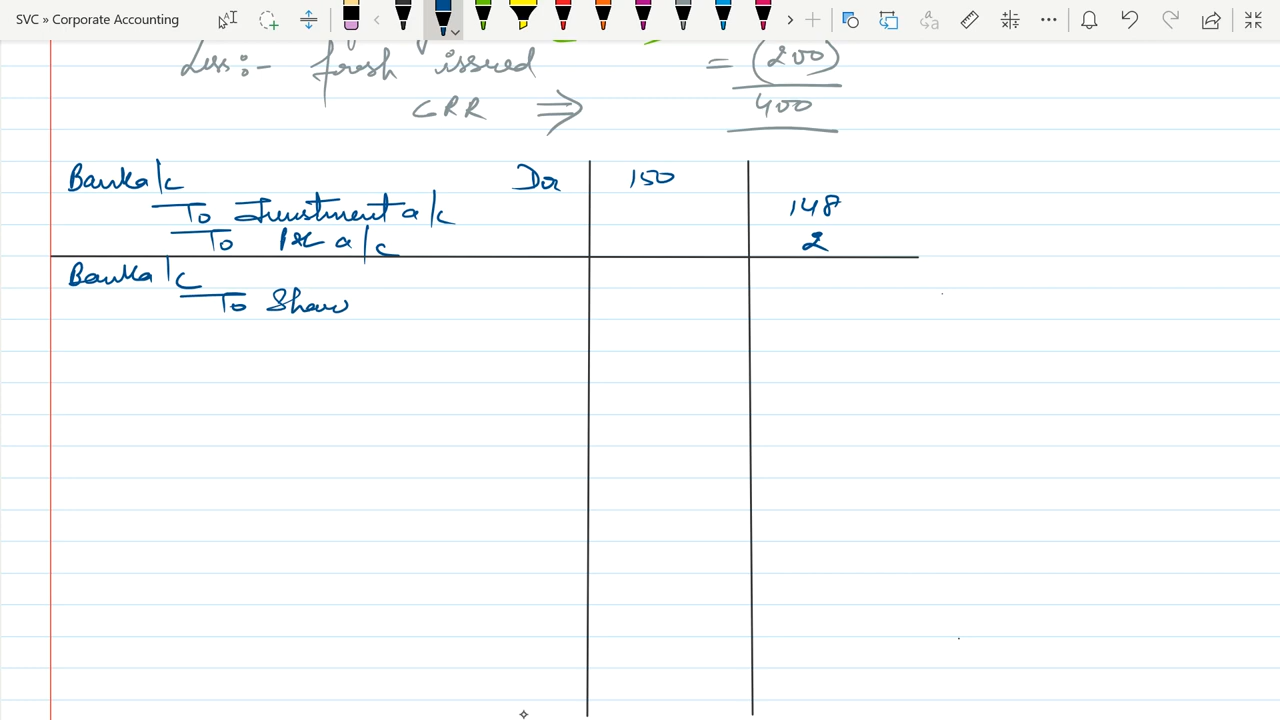 SVC » Corporate Accounting
Less:- fresh issued = (200)
CRR ⇒ 400
Bank a/c Dr 150
To Investment a/c 148
To P&L a/c 2
Bank a/c
To Share